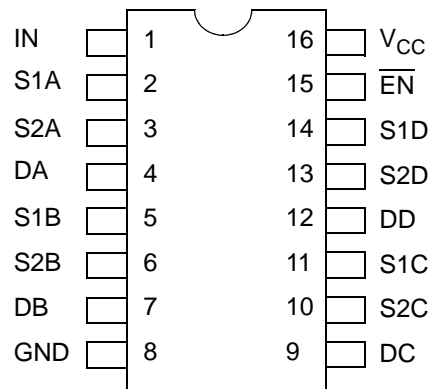 IN 1 16 VCC
S1A 2 15 EN
S2A 3 14 S1D
DA 4 13 S2D
S1B 5 12 DD
S2B 6 11 S1C
DB 7 10 S2C
GND 8 9 DC